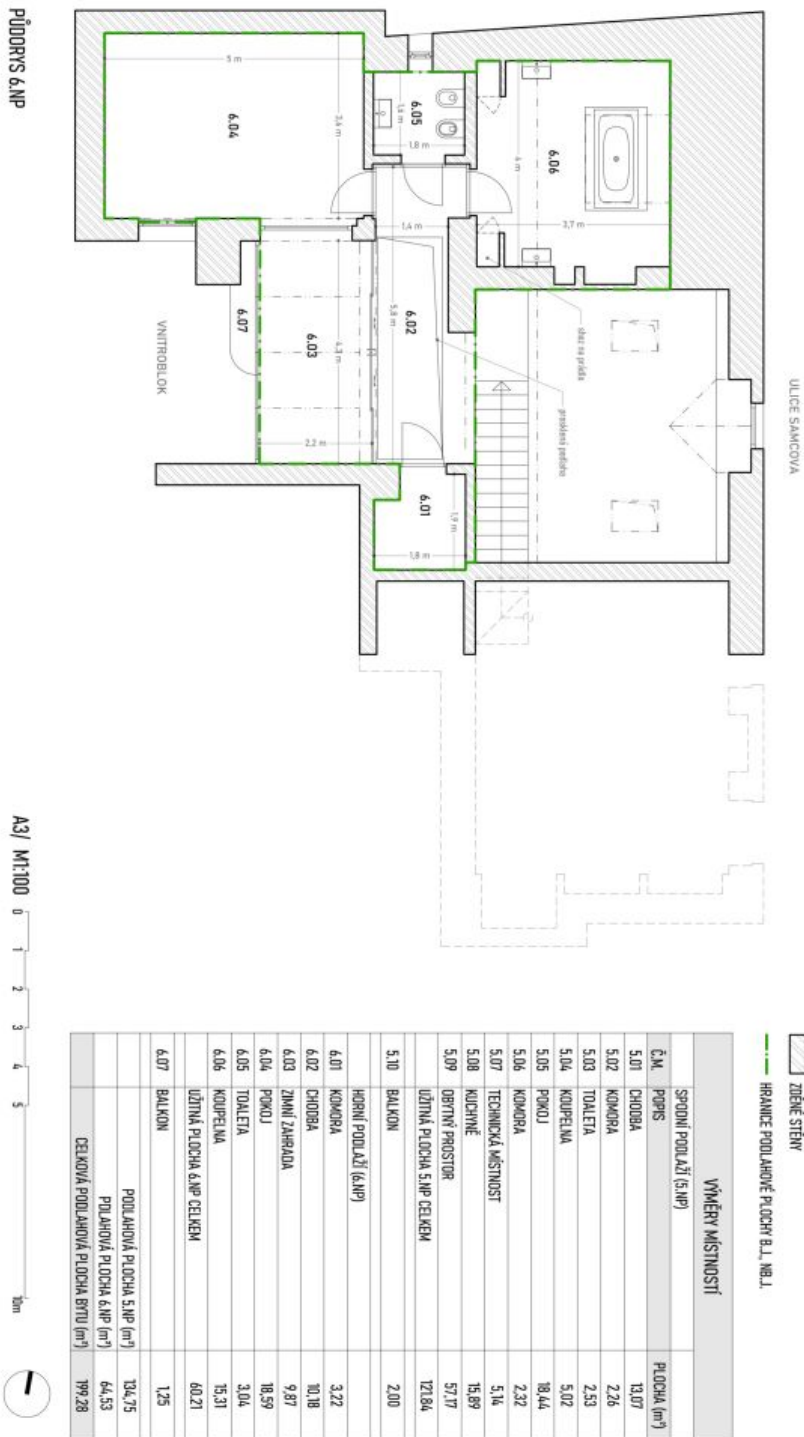 PŮDORYS 6.NP
ULICE SAMCOVA
VNITROBLOK
6.04
5 m
3,6 m
6.05
1,6 m
1,8 m
6.06
4 m
3,7 m
1,4 m
6.02
5,8 m
6.03
4,3 m
2,2 m
6.07
6.01
1,9 m
1,8 m
shoz na prádlo
prosklená podlaha
ZDĚNÉ STĚNY
HRANICE PODLAHOVÉ PLOCHY B.J., NB.J.
VÝMĚRY MÍSTNOSTÍ
SPODNÍ PODLAŽÍ (5.NP)
Č.M. POPIS PLOCHA (m²)
5.01 CHODBA 13,07
5.02 KOMORA 2,26
5.03 TOALETA 2,53
5.04 KOUPELNA 5,02
5.05 POKOJ 18,44
5.06 KOMORA 2,32
5.07 TECHNICKÁ MÍSTNOST 5,14
5.08 KUCHYNĚ 15,89
5.09 OBYTNÝ PROSTOR 57,17
UŽITNÁ PLOCHA 5.NP CELKEM 121,84
5.10 BALKON 2,00
HORNÍ PODLAŽÍ (6.NP)
6.01 KOMORA 3,22
6.02 CHODBA 10,18
6.03 ZIMNÍ ZAHRADA 9,87
6.04 POKOJ 18,59
6.05 TOALETA 3,04
6.06 KOUPELNA 15,31
UŽITNÁ PLOCHA 6.NP CELKEM 60,21
6.07 BALKON 1,25
PODLAHOVÁ PLOCHA 5.NP (m²) 134,75
PDLAHOVÁ PLOCHA 6.NP (m²) 64,53
CELKOVÁ PODLAHOVÁ PLOCHA BYTU (m²) 199,28
A3/ M1:100
0 1 2 3 4 5 10m